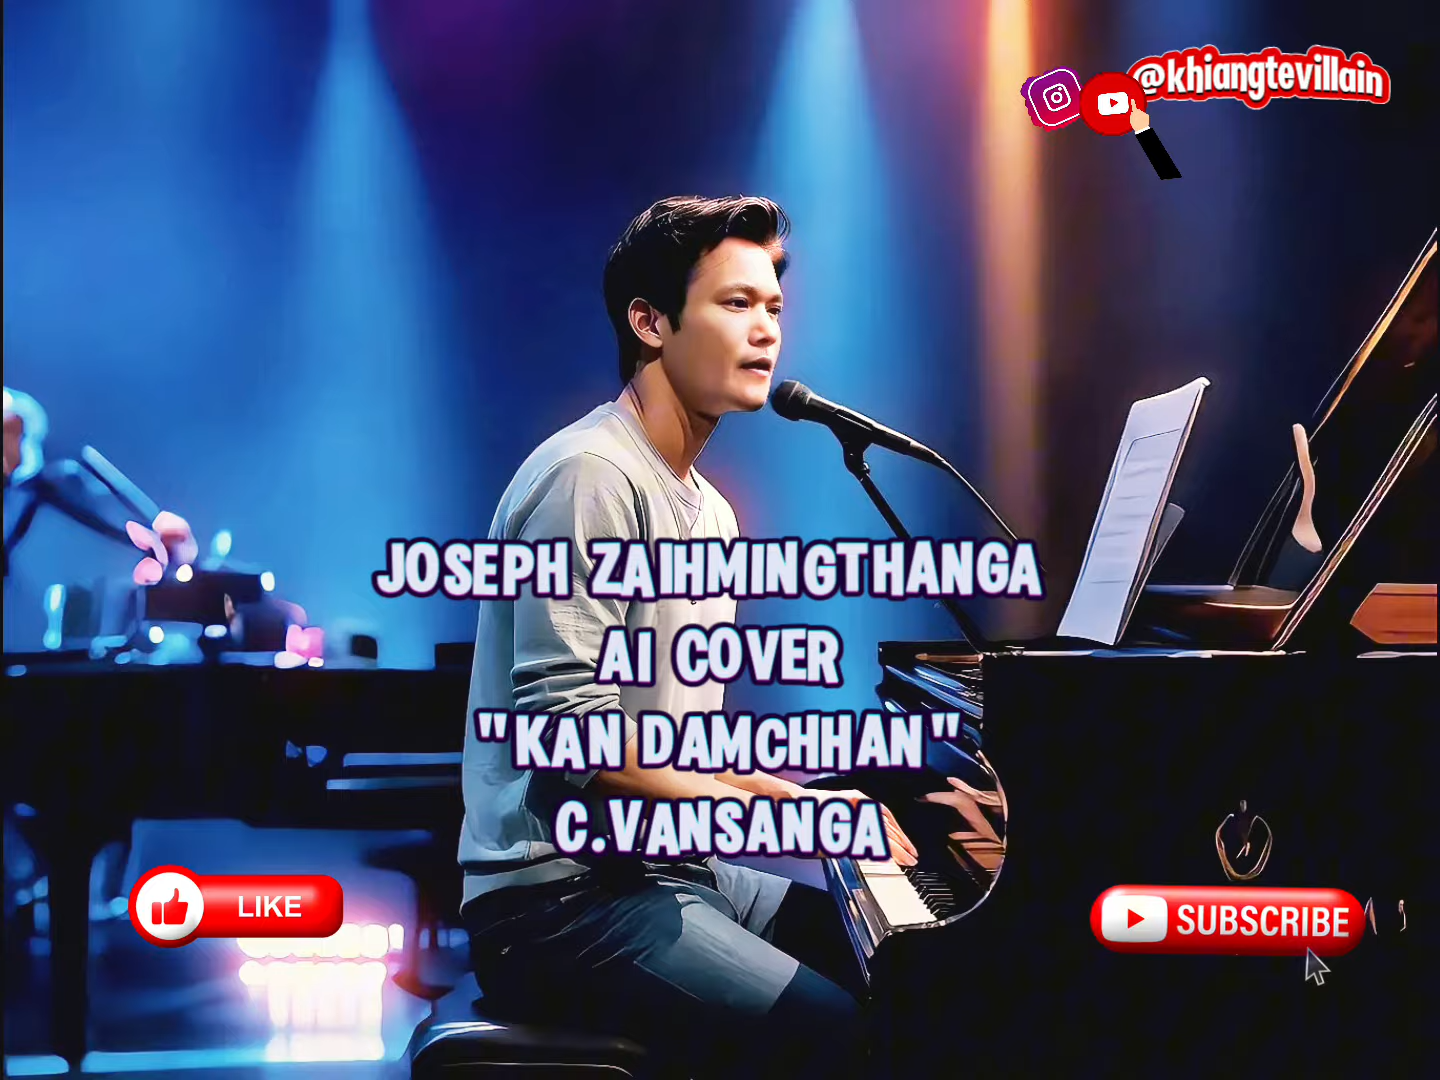 @khiangtevillain
JOSEPH ZAIHMINGTHANGA
AI COVER
"KAN DAMCHHAN"
C.VANSANGA
LIKE
SUBSCRIBE